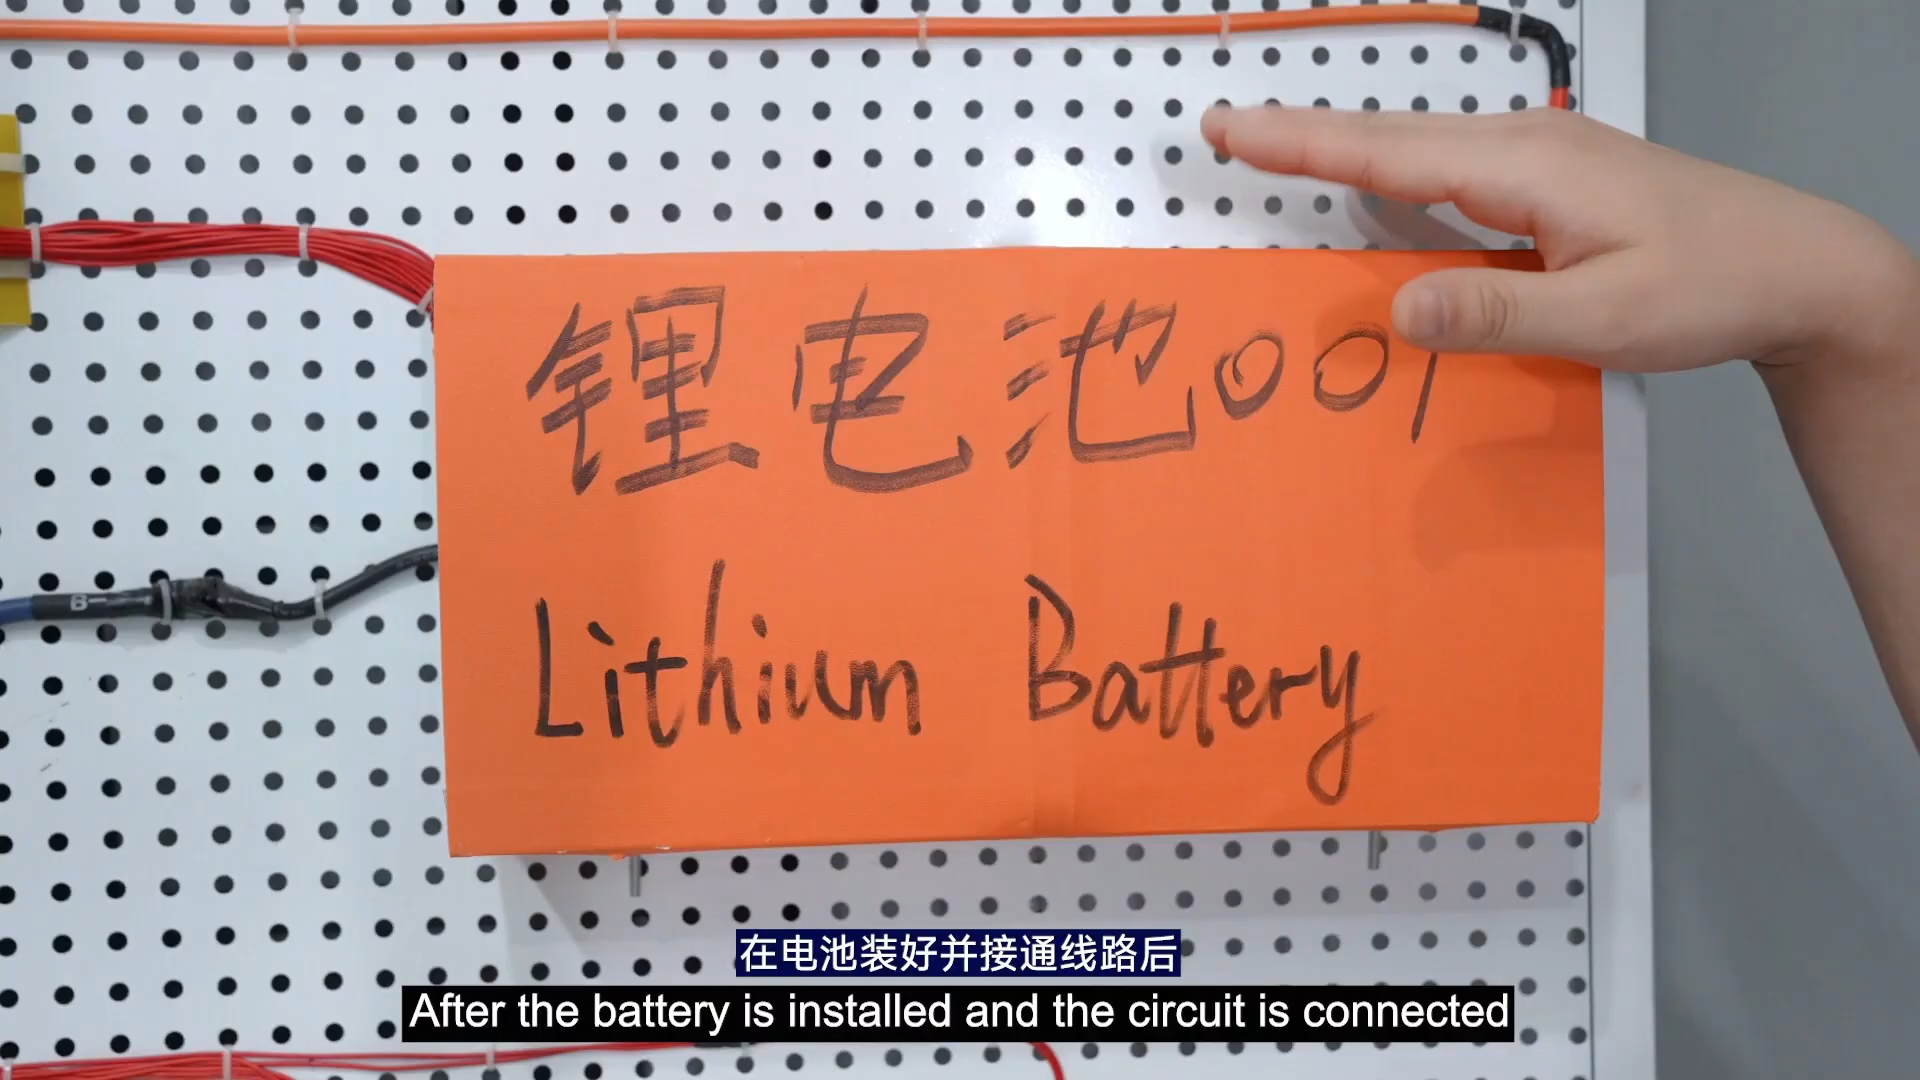 锂电池001
B-
Lithium Battery
在电池装好并接通线路后
After the battery is installed and the circuit is connected